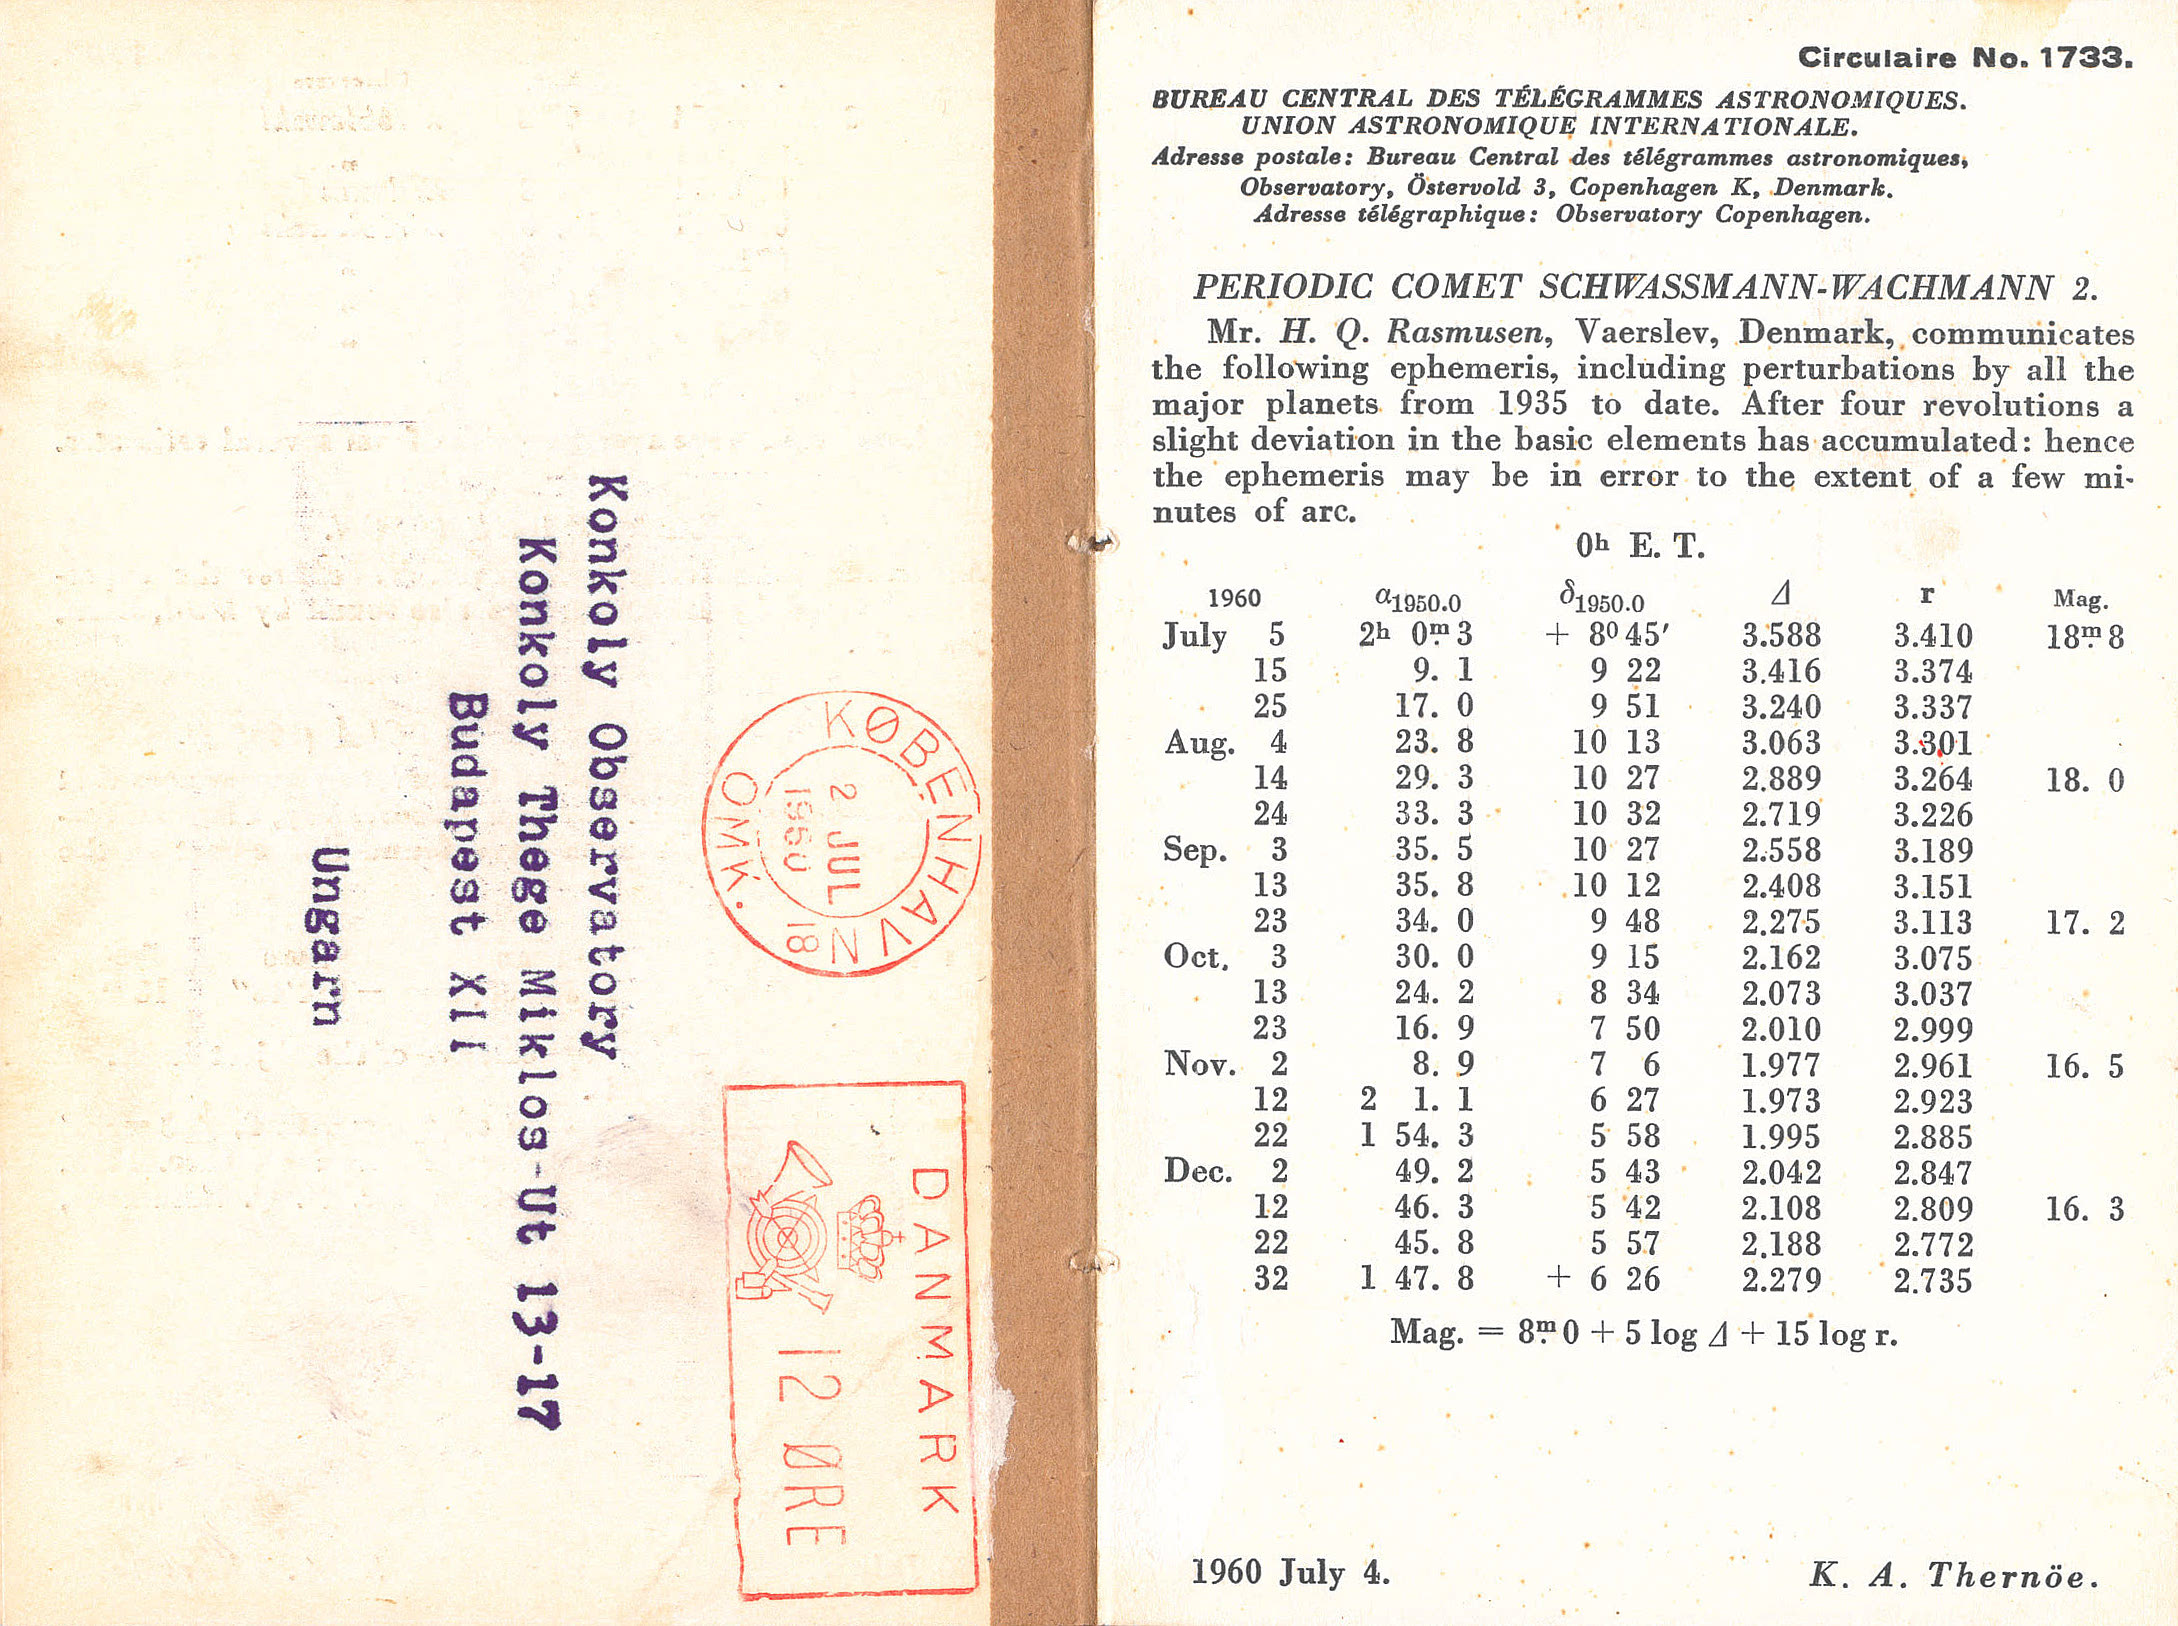 Konkoly Observatory
Konkoly Thege Miklos-Ut 13-17
Budapest XII
Ungarn
KØBENHAVN
OMK.
18
2 JUL
1960
DANMARK
12 ØRE
Circulaire No. 1733.
BUREAU CENTRAL DES TÉLÉGRAMMES ASTRONOMIQUES.
UNION ASTRONOMIQUE INTERNATIONALE.
Adresse postale: Bureau Central des télégrammes astronomiques,
Observatory, Östervold 3, Copenhagen K, Denmark.
Adresse télégraphique: Observatory Copenhagen.
PERIODIC COMET SCHWASSMANN-WACHMANN 2.
Mr. H. Q. Rasmusen, Vaerslev, Denmark, communicates
the following ephemeris, including perturbations by all the
major planets from 1935 to date. After four revolutions a
slight deviation in the basic elements has accumulated: hence
the ephemeris may be in error to the extent of a few mi-
nutes of arc.
0h E. T.
1960 α1950.0 δ1950.0 Δ r Mag.
July 5 2h 0m.3 + 8° 45′ 3.588 3.410 18m.8
15 9. 1 9 22 3.416 3.374
25 17. 0 9 51 3.240 3.337
Aug. 4 23. 8 10 13 3.063 3.301
14 29. 3 10 27 2.889 3.264 18. 0
24 33. 3 10 32 2.719 3.226
Sep. 3 35. 5 10 27 2.558 3.189
13 35. 8 10 12 2.408 3.151
23 34. 0 9 48 2.275 3.113 17. 2
Oct. 3 30. 0 9 15 2.162 3.075
13 24. 2 8 34 2.073 3.037
23 16. 9 7 50 2.010 2.999
Nov. 2 8. 9 7 6 1.977 2.961 16. 5
12 2 1. 1 6 27 1.973 2.923
22 1 54. 3 5 58 1.995 2.885
Dec. 2 49. 2 5 43 2.042 2.847
12 46. 3 5 42 2.108 2.809 16. 3
22 45. 8 5 57 2.188 2.772
32 1 47. 8 + 6 26 2.279 2.735
Mag. = 8m.0 + 5 log Δ + 15 log r.
1960 July 4.
K. A. Thernöe.